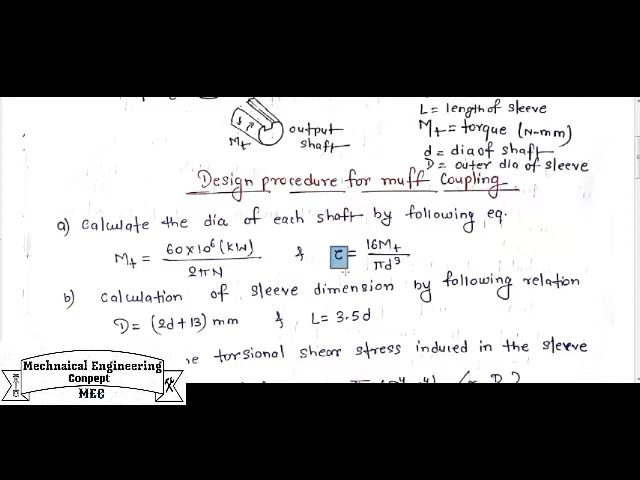 L = length of sleeve
output
shaft
Mt
Mt = torque (N-mm)
d = dia of shaft
D = outer dia of sleeve
Design procedure for muff coupling
a) Calculate the dia of each shaft by following eq.
Mt = 60×10⁶(kW) / 2πN & τ = 16Mt / πd³
b) Calculation of sleeve dimension by following relation
D = (2d+13) mm & L = 3.5d
torsional shear stress induced in the sleeve
Mechnaical Engineering
Conpept
MEC